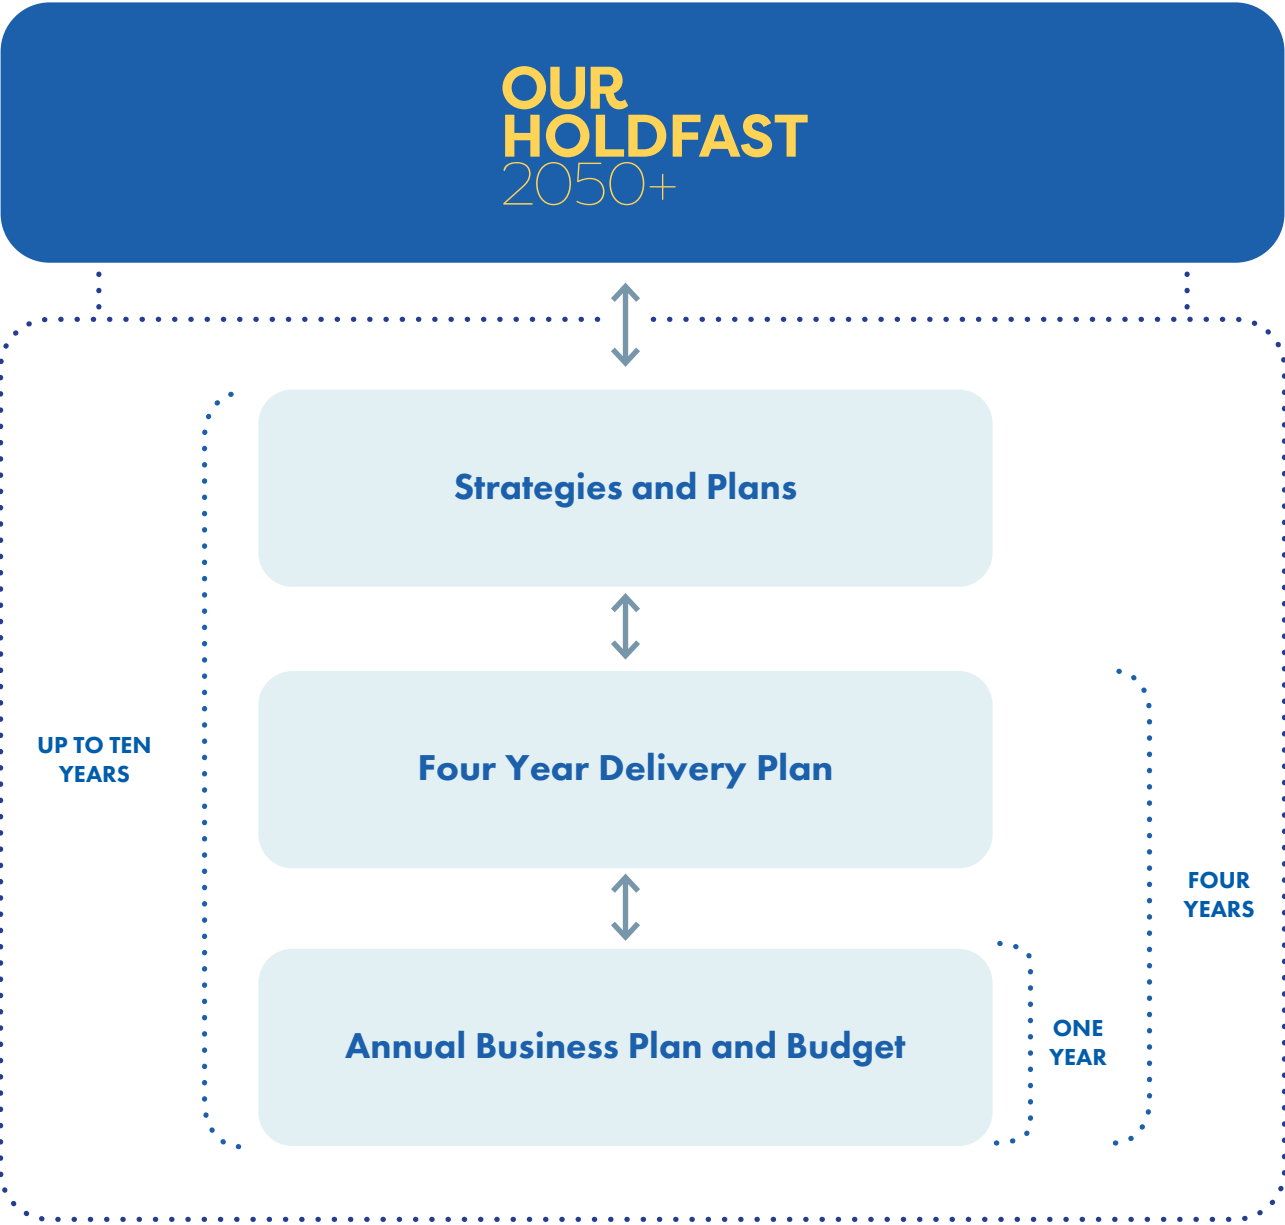 OUR
HOLDFAST
2050+
Strategies and Plans
UP TO TEN
YEARS
Four Year Delivery Plan
FOUR
YEARS
Annual Business Plan and Budget
ONE
YEAR